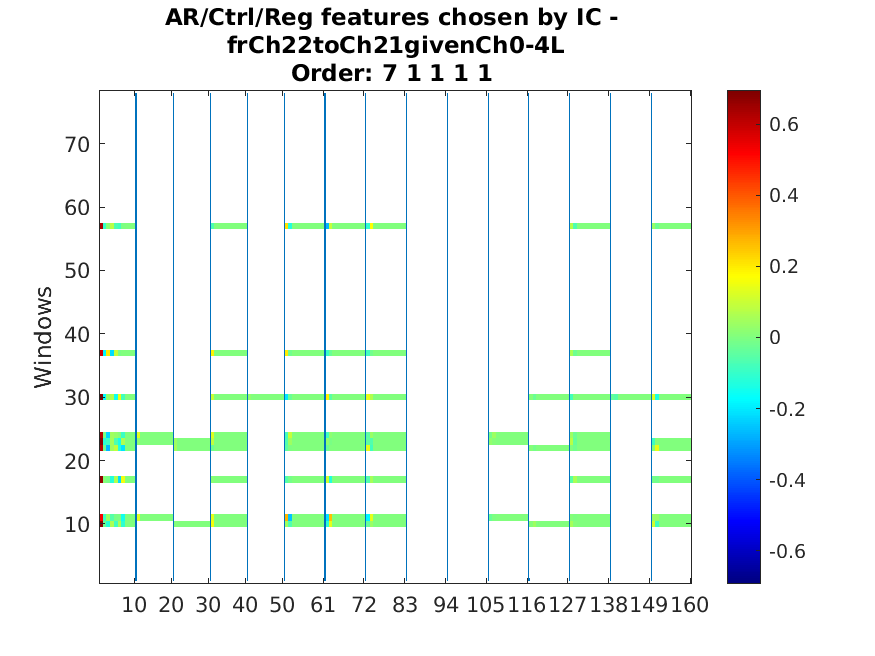 AR/Ctrl/Reg features chosen by IC -
frCh22toCh21givenCh0-4L
Order: 7 1 1 1 1
Windows
70
60
50
40
30
20
10
10 20 30 40 50 61 72 83 94 105 116 127 138 149 160
0.6
0.4
0.2
0
-0.2
-0.4
-0.6